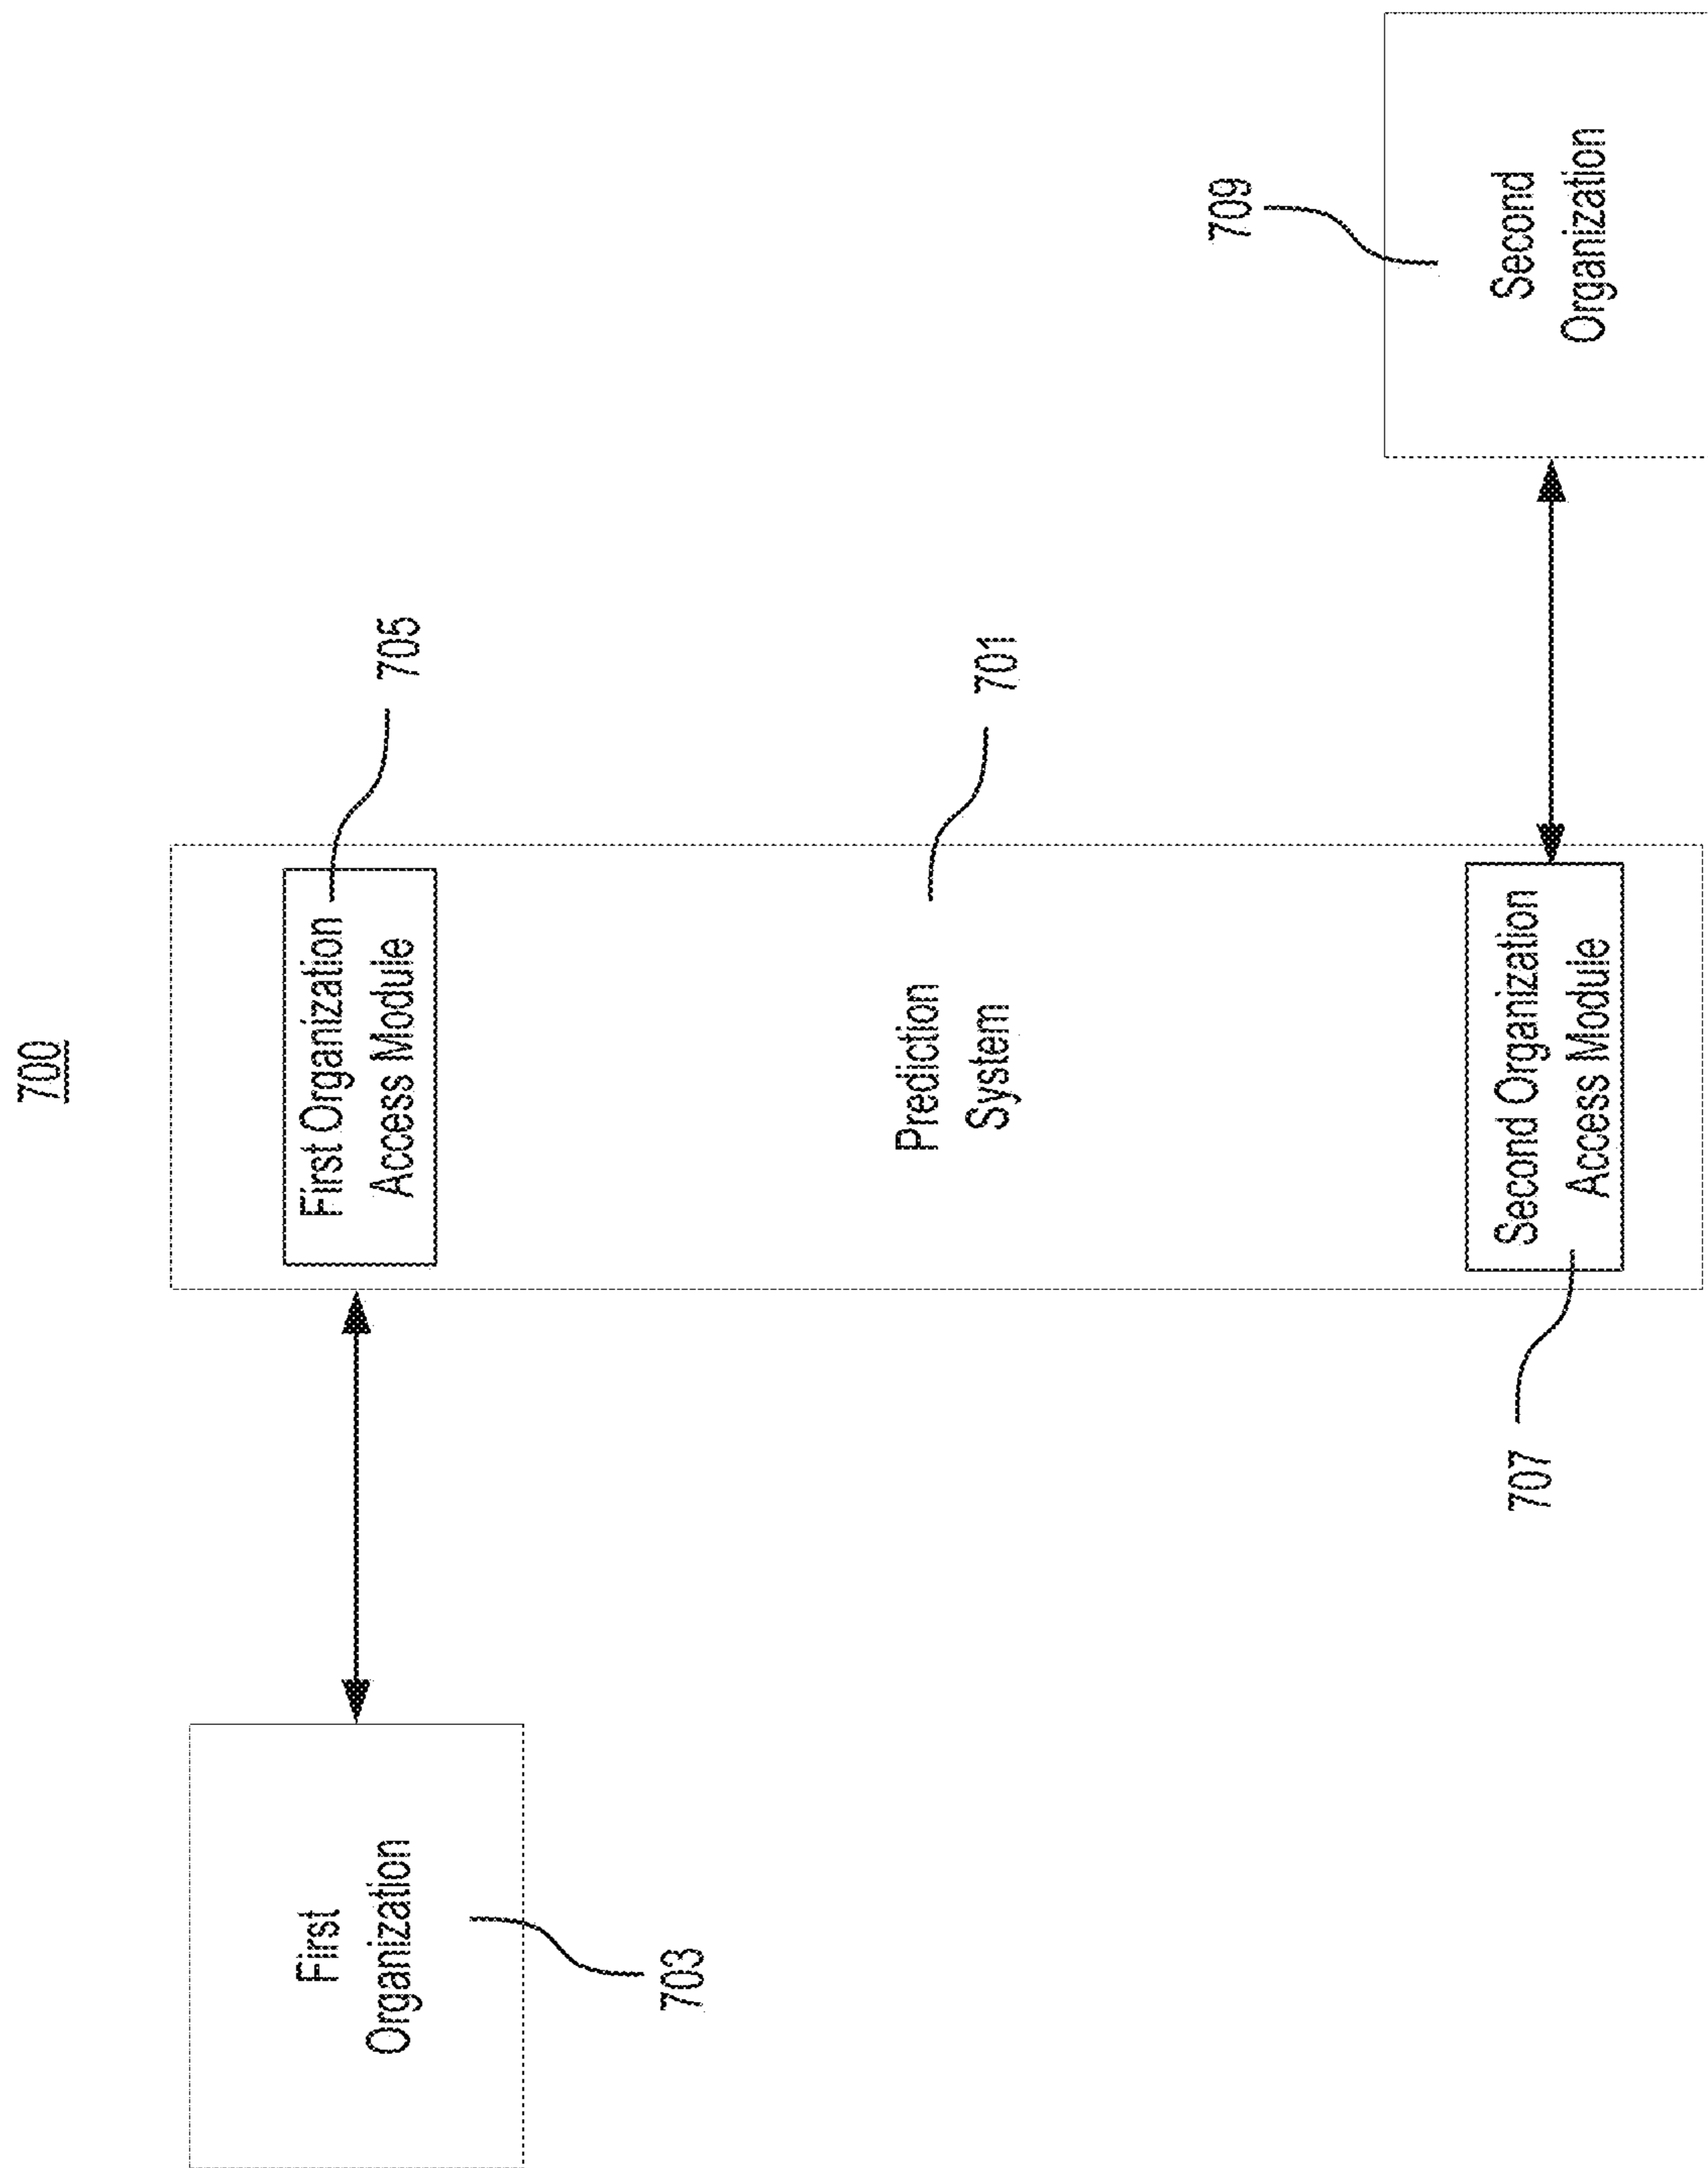 700
First
Organization
703
First Organization
Access Module
705
Prediction
System
701
Second Organization
Access Module
707
Second
Organization
709